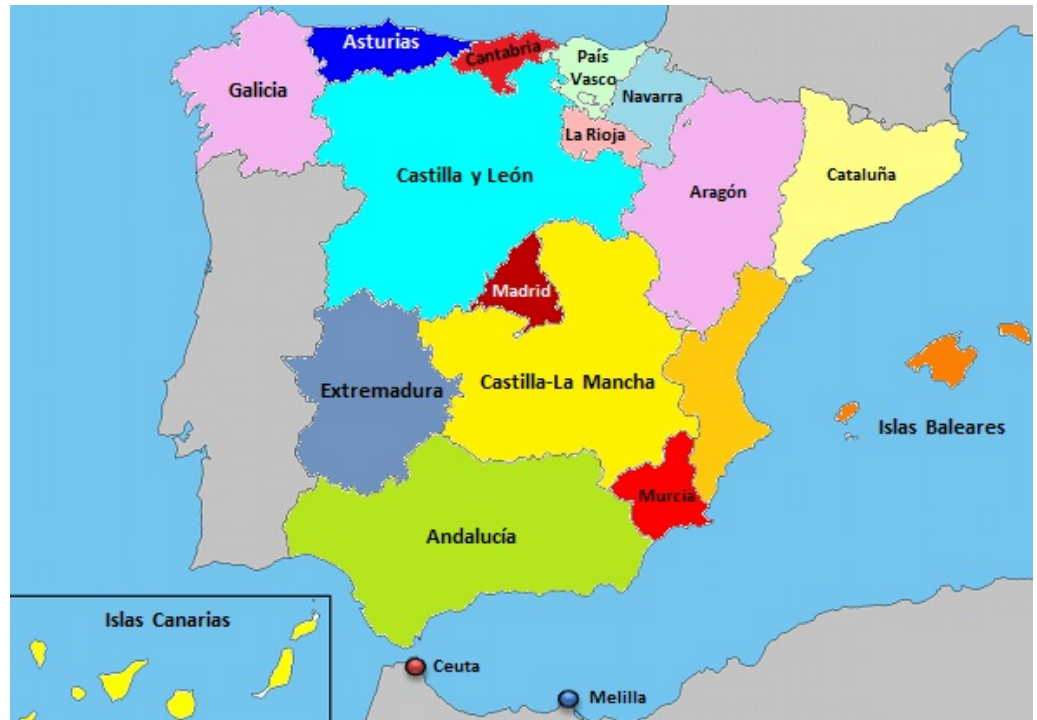 Asturias
Cantabria
País
Vasco
Galicia
Navarra
La Rioja
Castilla y León
Cataluña
Aragón
Madrid
Castilla-La Mancha
Extremadura
Islas Baleares
Murcia
Andalucía
Islas Canarias
Ceuta
Melilla